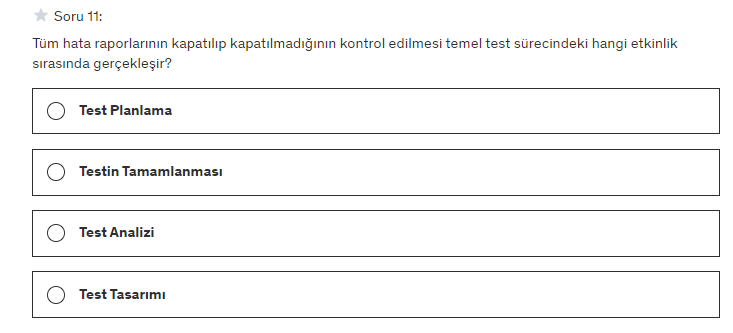 Soru 11:
Tüm hata raporlarının kapatılıp kapatılmadığının kontrol edilmesi temel test sürecindeki hangi etkinlik
sırasında gerçekleşir?
Test Planlama
Testin Tamamlanması
Test Analizi
Test Tasarımı